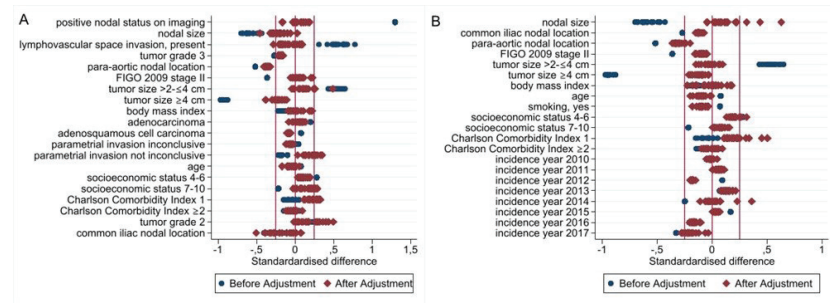 A
positive nodal status on imaging
nodal size
lymphovascular space invasion, present
tumor grade 3
para-aortic nodal location
FIGO 2009 stage II
tumor size >2-≤4 cm
tumor size ≥4 cm
body mass index
adenocarcinoma
adenosquamous cell carcinoma
parametrial invasion inconclusive
parametrial invasion not inconclusive
age
socioeconomic status 4-6
socioeconomic status 7-10
Charlson Comorbidity Index 1
Charlson Comorbidity Index ≥2
tumor grade 2
common iliac nodal location
-1 -,5 0 ,5 1 1,5
Standardised difference
Before Adjustment After Adjustment
B
nodal size
common iliac nodal location
para-aortic nodal location
FIGO 2009 stage II
tumor size >2-≤4 cm
tumor size ≥4 cm
body mass index
age
smoking, yes
socioeconomic status 4-6
socioeconomic status 7-10
Charlson Comorbidity Index 1
Charlson Comorbidity Index ≥2
incidence year 2010
incidence year 2011
incidence year 2012
incidence year 2013
incidence year 2014
incidence year 2015
incidence year 2016
incidence year 2017
-1 -,5 0 ,5 1
Standardised difference
Before Adjustment After Adjustment